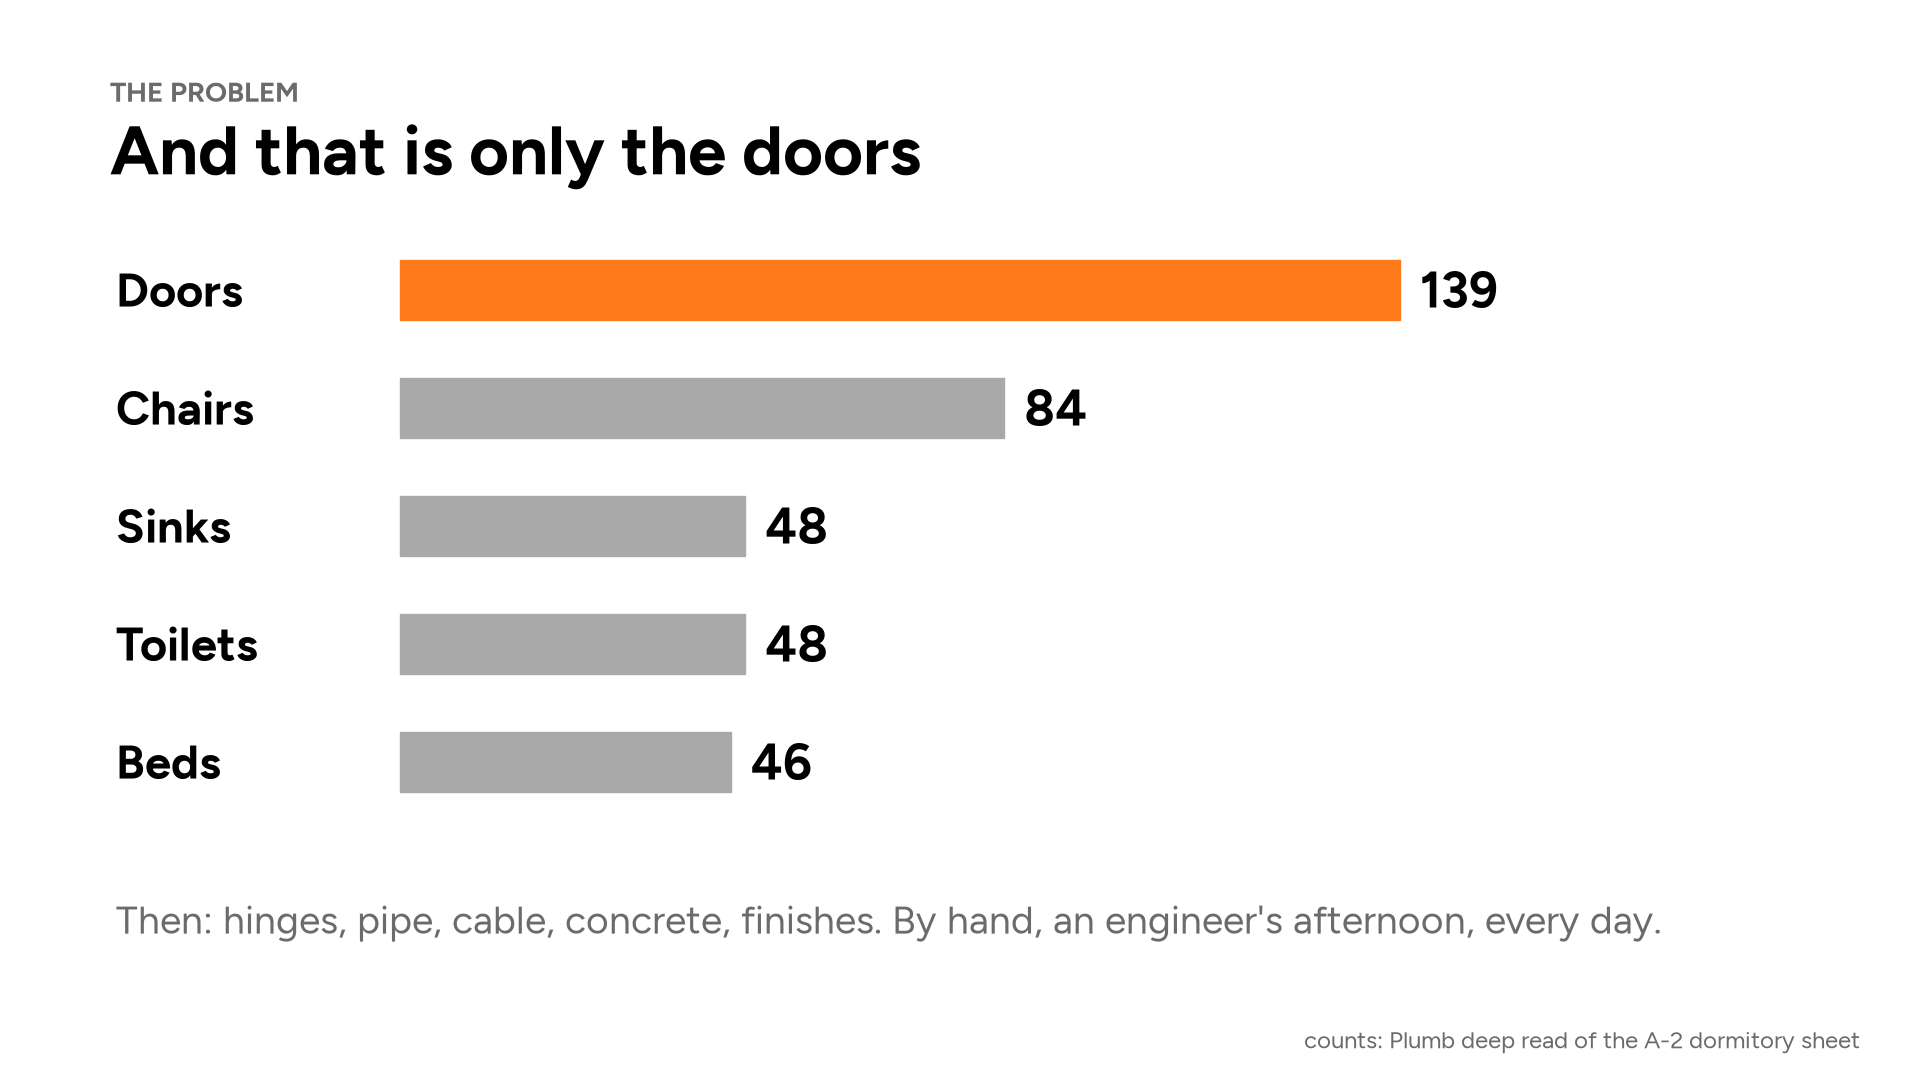 THE PROBLEM
And that is only the doors
Doors 139
Chairs 84
Sinks 48
Toilets 48
Beds 46
Then: hinges, pipe, cable, concrete, finishes. By hand, an engineer's afternoon, every day.
counts: Plumb deep read of the A-2 dormitory sheet